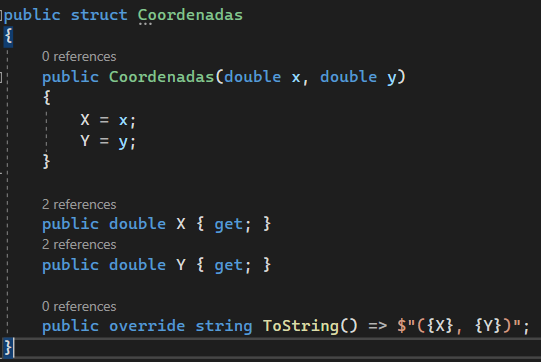 public struct Coordenadas
{
0 references
public Coordenadas(double x, double y)
{
X = x;
Y = y;
}
2 references
public double X { get; }
2 references
public double Y { get; }
0 references
public override string ToString() => $"({X}, {Y})";
}